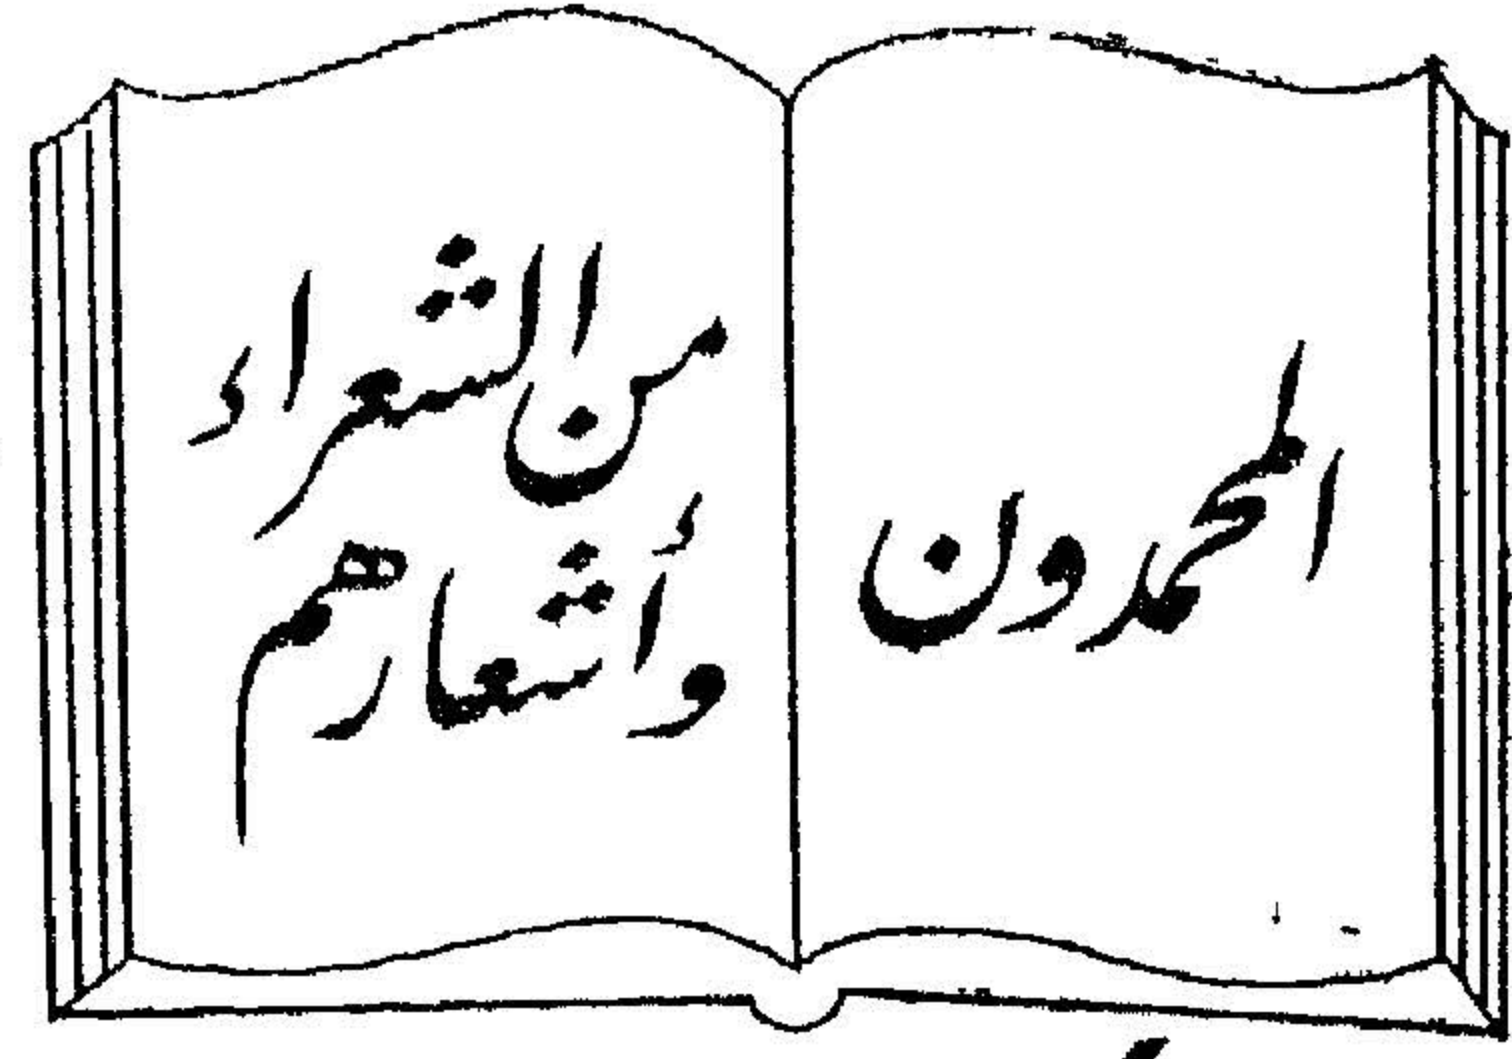 المحمدون
من الشعراء
وأشعارهم